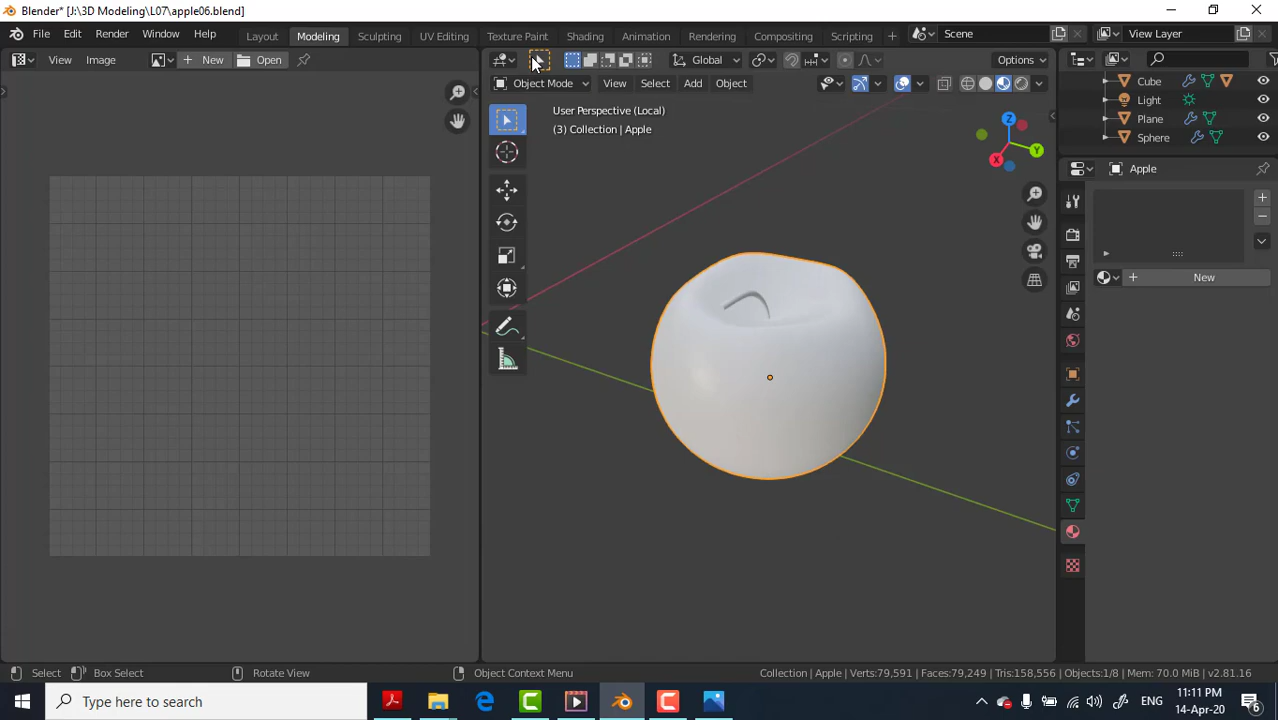 Blender* [J:\3D Modeling\L07\apple06.blend]
File Edit Render Window Help Layout Modeling Sculpting UV Editing Texture Paint Shading Animation Rendering Compositing Scripting + Scene View Layer
View Image + New Open Global Options
Object Mode View Select Add Object
Cube
Light
Plane
Sphere
User Perspective (Local)
(3) Collection | Apple
Z
Y
X
Apple
+ New
Select Box Select Rotate View Object Context Menu Collection | Apple | Verts:79,591 | Faces:79,249 | Tris:158,556 | Objects:1/8 | Mem: 70.0 MiB | v2.81.16
Type here to search
ENG
11:11 PM
14-Apr-20
6